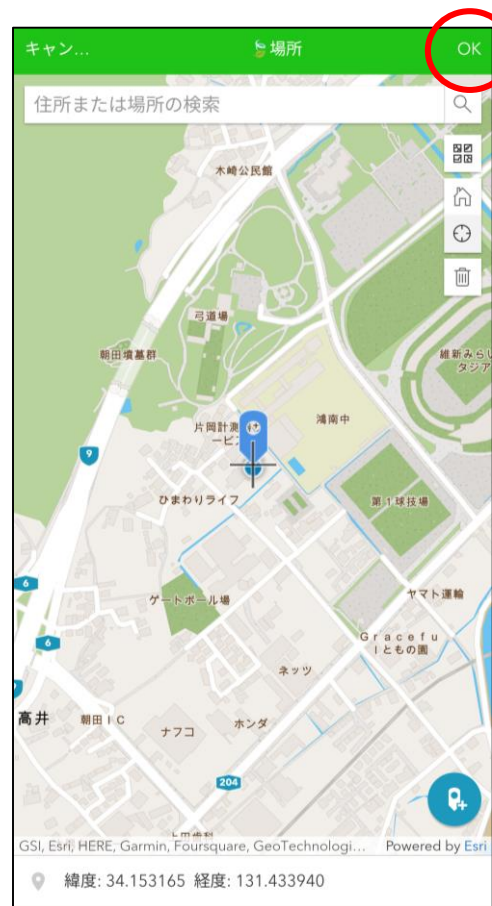 キャン... 場所 OK
住所または場所の検索
木崎公民館
弓道場
朝田墳墓群
維新みらい
スタジア
片岡計測
ービス
鴻南中
9
ひまわりライフ
第1球技場
6
ゲートボール場
ヤマト運輸
6
Gracefu
lともの園
ネッツ
高井
朝田IC
ナフコ
ホンダ
204
GSI, Esri, HERE, Garmin, Foursquare, GeoTechnologi... Powered by Esri
緯度: 34.153165 経度: 131.433940